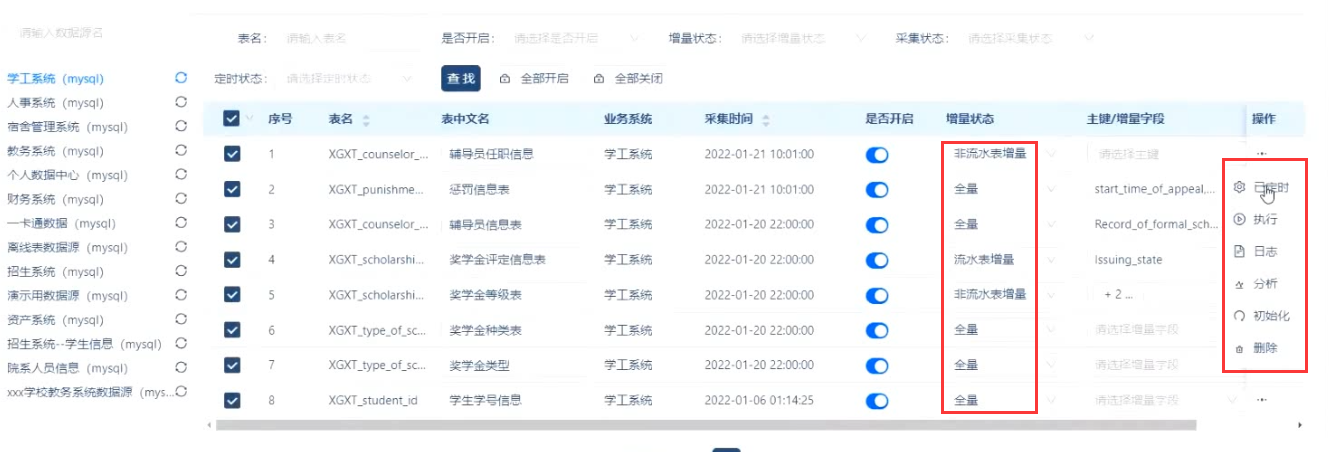 请输入数据源名
表名： 请输入表名 是否开启： 请选择是否开启 增量状态： 请选择增量状态 采集状态： 请选择采集状态
定时状态： 请选择定时状态 查 找 全部开启 全部关闭
学工系统 (mysql)
人事系统 (mysql)
宿舍管理系统 (mysql)
教务系统 (mysql)
个人数据中心 (mysql)
财务系统 (mysql)
一卡通数据 (mysql)
离线表数据源 (mysql)
招生系统 (mysql)
演示用数据源 (mysql)
资产系统 (mysql)
招生系统--学生信息 (mysql)
院系人员信息 (mysql)
xxx学校教务系统数据源 (mys...
序号 表名 表中文名 业务系统 采集时间 是否开启 增量状态 主键/增量字段 操作
1 XGXT_counselor_... 辅导员任职信息 学工系统 2022-01-21 10:01:00 非流水表增量 请选择主键 ...
2 XGXT_punishme... 惩罚信息表 学工系统 2022-01-21 10:01:00 全量 start_time_of_appeal,...
3 XGXT_counselor_... 辅导员信息表 学工系统 2022-01-20 22:00:00 全量 Record_of_formal_sch...
4 XGXT_scholarshi... 奖学金评定信息表 学工系统 2022-01-20 22:00:00 流水表增量 Issuing_state
5 XGXT_scholarshi... 奖学金等级表 学工系统 2022-01-20 22:00:00 非流水表增量 + 2 ...
6 XGXT_type_of_sc... 奖学金种类表 学工系统 2022-01-20 22:00:00 全量 请选择增量字段
7 XGXT_type_of_sc... 奖学金类型 学工系统 2022-01-20 22:00:00 全量 请选择增量字段
8 XGXT_student_id 学生学号信息 学工系统 2022-01-06 01:14:25 全量 请选择增量字段 ...
已定时
执行
日志
分析
初始化
删除